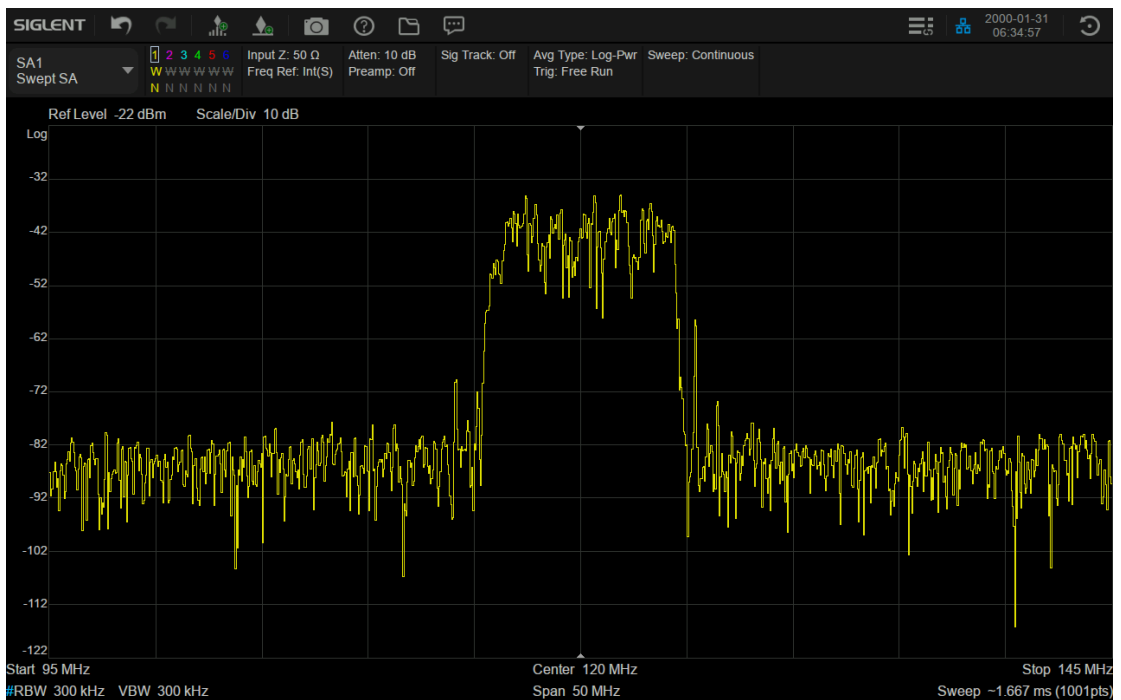 SIGLENT
2000-01-31
06:34:57
SA1
Swept SA
1 2 3 4 5 6
W W W W W W
N N N N N N
Input Z: 50 Ω
Freq Ref: Int(S)
Atten: 10 dB
Preamp: Off
Sig Track: Off
Avg Type: Log-Pwr
Trig: Free Run
Sweep: Continuous
Ref Level -22 dBm Scale/Div 10 dB
Log
-32
-42
-52
-62
-72
-82
-92
-102
-112
-122
Start 95 MHz Center 120 MHz Stop 145 MHz
#RBW 300 kHz VBW 300 kHz Span 50 MHz Sweep ~1.667 ms (1001pts)